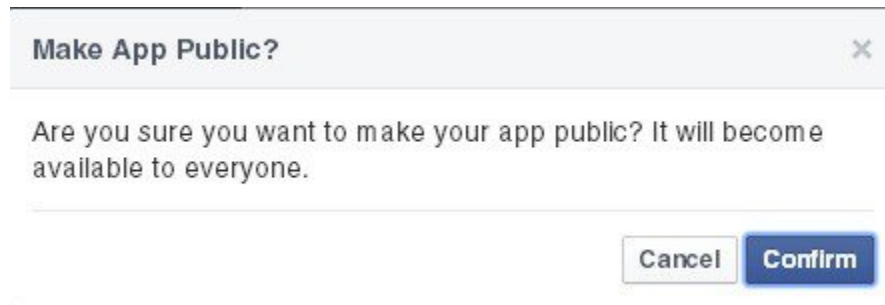 Make App Public?
Are you sure you want to make your app public? It will become
available to everyone.
Cancel Confirm